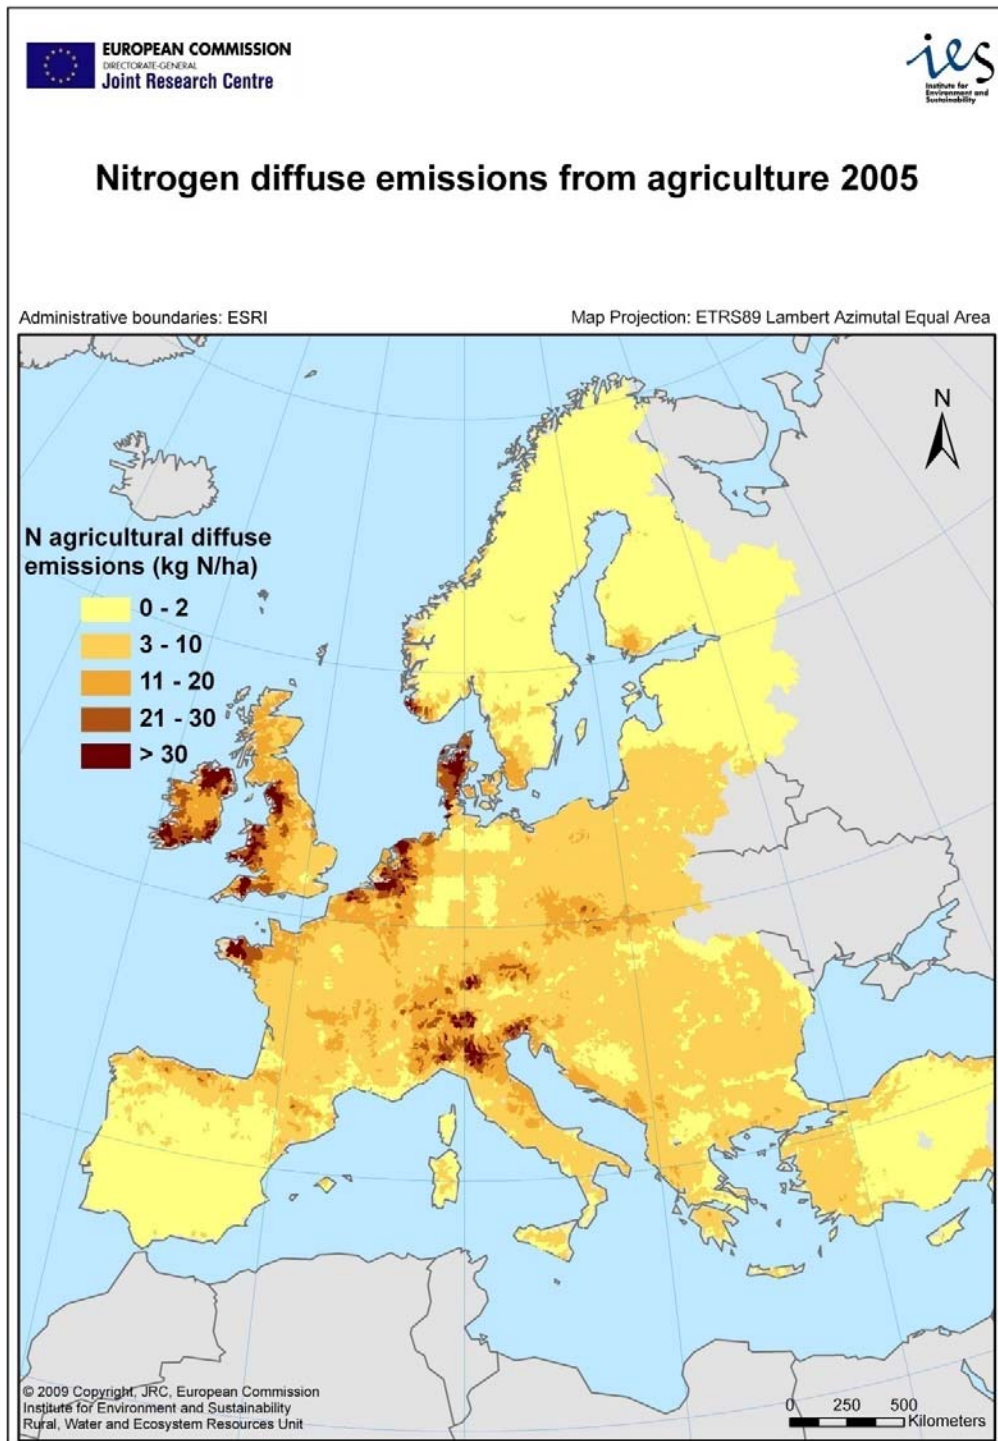 EUROPEAN COMMISSION
DIRECTORATE-GENERAL
Joint Research Centre
ies
Institute for
Environment and
Sustainability
Nitrogen diffuse emissions from agriculture 2005
Administrative boundaries: ESRI
Map Projection: ETRS89 Lambert Azimutal Equal Area
N
N agricultural diffuse
emissions (kg N/ha)
0 - 2
3 - 10
11 - 20
21 - 30
> 30
© 2009 Copyright, JRC, European Commission
Institute for Environment and Sustainability
Rural, Water and Ecosystem Resources Unit
0 250 500
Kilometers